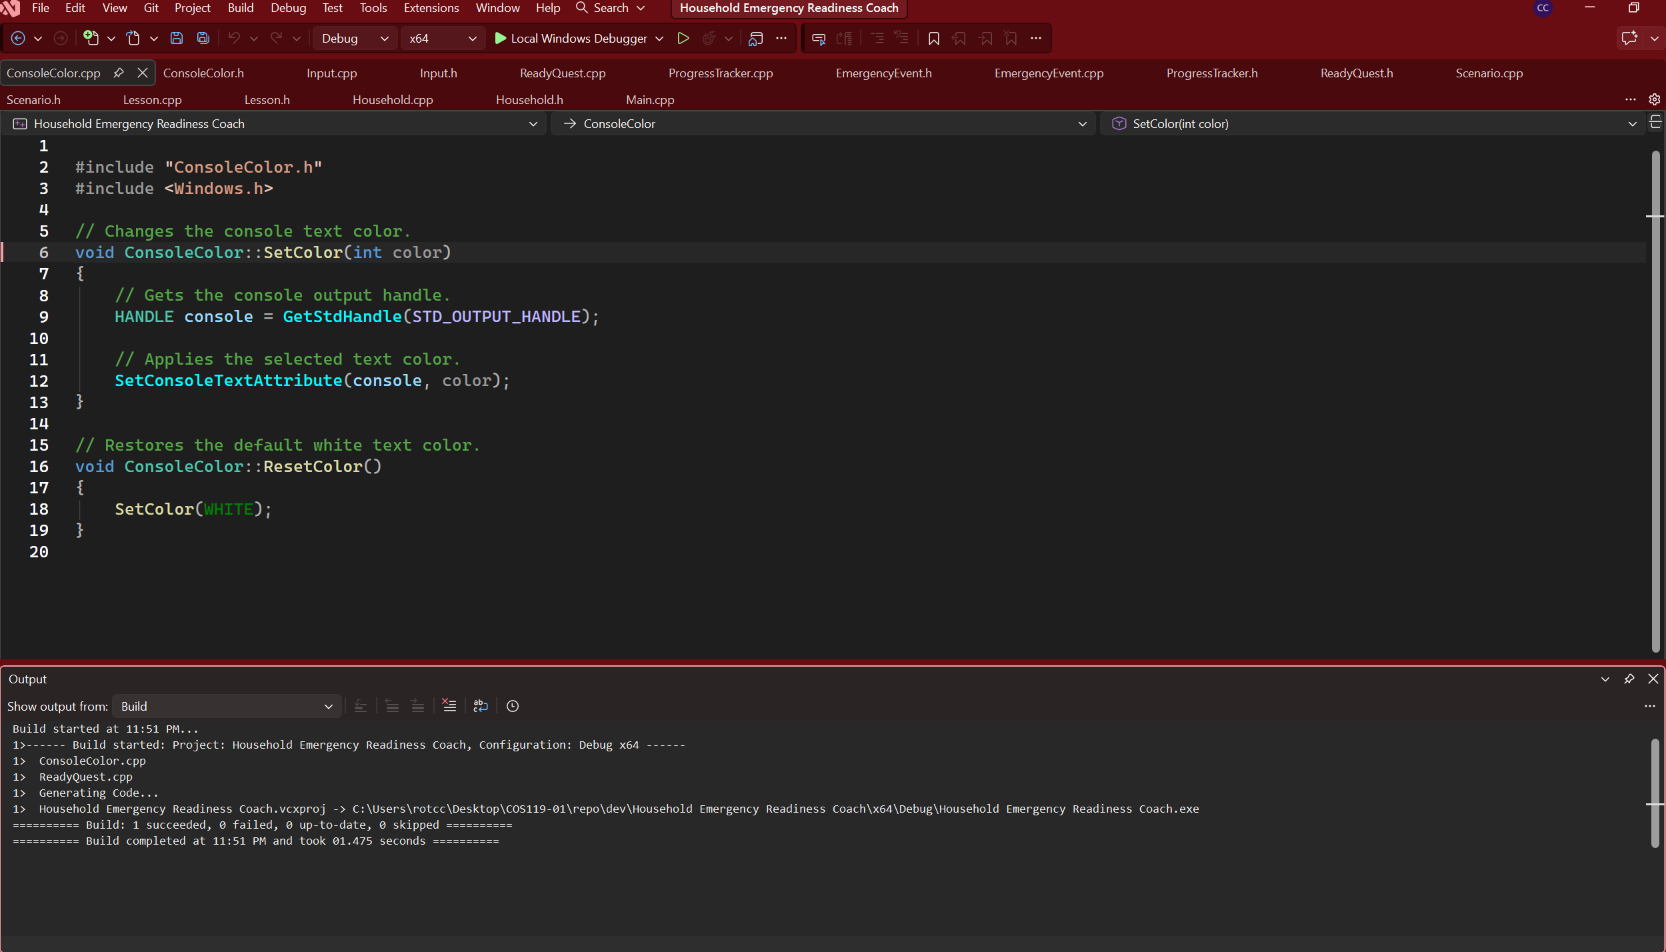 File Edit View Git Project Build Debug Test Tools Extensions Window Help Search Household Emergency Readiness Coach CC
Debug x64 Local Windows Debugger
ConsoleColor.cpp ConsoleColor.h Input.cpp Input.h ReadyQuest.cpp ProgressTracker.cpp EmergencyEvent.h EmergencyEvent.cpp ProgressTracker.h ReadyQuest.h Scenario.cpp
Scenario.h Lesson.cpp Lesson.h Household.cpp Household.h Main.cpp
Household Emergency Readiness Coach ConsoleColor SetColor(int color)
1
2 #include "ConsoleColor.h"
3 #include <Windows.h>
4
5 // Changes the console text color.
6 void ConsoleColor::SetColor(int color)
7 {
8 // Gets the console output handle.
9 HANDLE console = GetStdHandle(STD_OUTPUT_HANDLE);
10
11 // Applies the selected text color.
12 SetConsoleTextAttribute(console, color);
13 }
14
15 // Restores the default white text color.
16 void ConsoleColor::ResetColor()
17 {
18 SetColor(WHITE);
19 }
20
Output
Show output from: Build
Build started at 11:51 PM...
1>------ Build started: Project: Household Emergency Readiness Coach, Configuration: Debug x64 ------
1> ConsoleColor.cpp
1> ReadyQuest.cpp
1> Generating Code...
1> Household Emergency Readiness Coach.vcxproj -> C:\Users\rotcc\Desktop\COS119-01\repo\dev\Household Emergency Readiness Coach\x64\Debug\Household Emergency Readiness Coach.exe
========== Build: 1 succeeded, 0 failed, 0 up-to-date, 0 skipped ==========
========== Build completed at 11:51 PM and took 01.475 seconds ==========